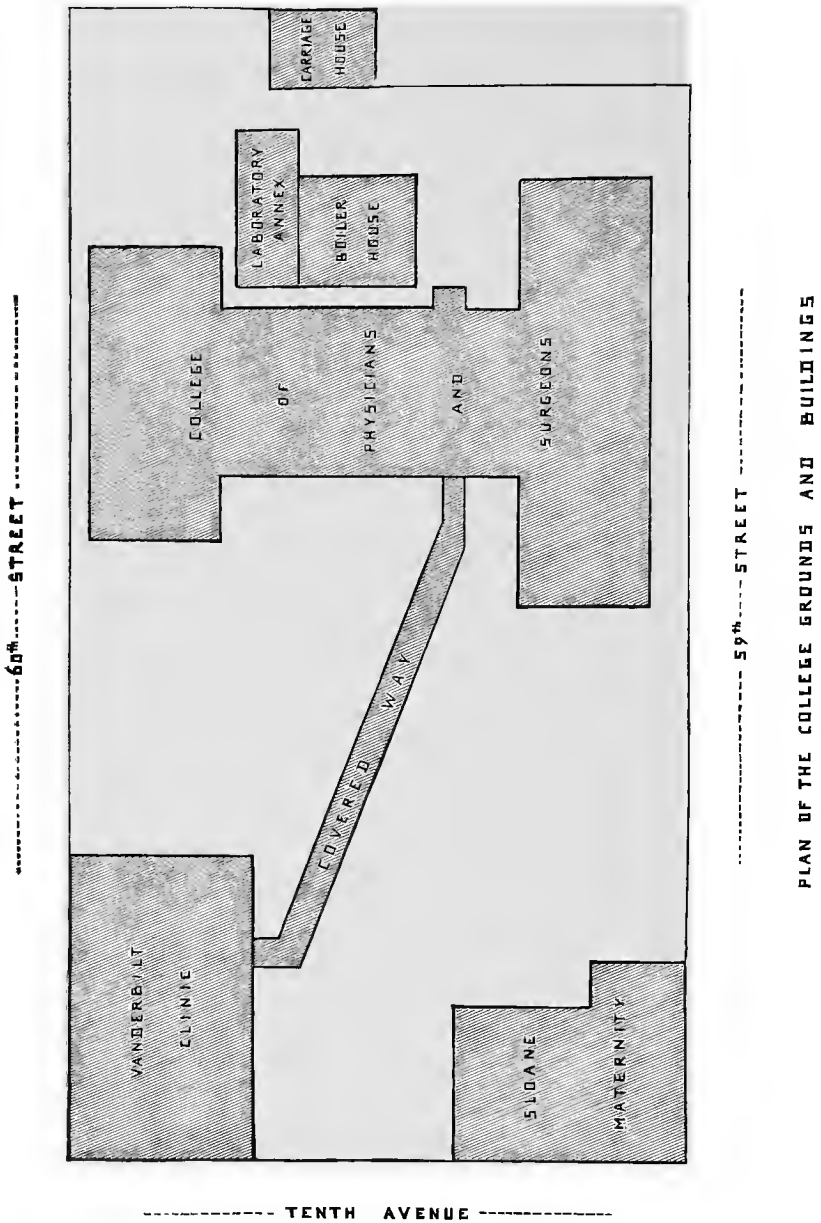 60th STREET
CARRIAGE
HOUSE
LABORATORY
ANNEX
BOILER
HOUSE
COLLEGE
OF
PHYSICIANS
AND
SURGEONS
COVERED WAY
VANDERBILT
CLINIC
SLOANE
MATERNITY
59th STREET
PLAN OF THE COLLEGE GROUNDS AND BUILDINGS
TENTH AVENUE